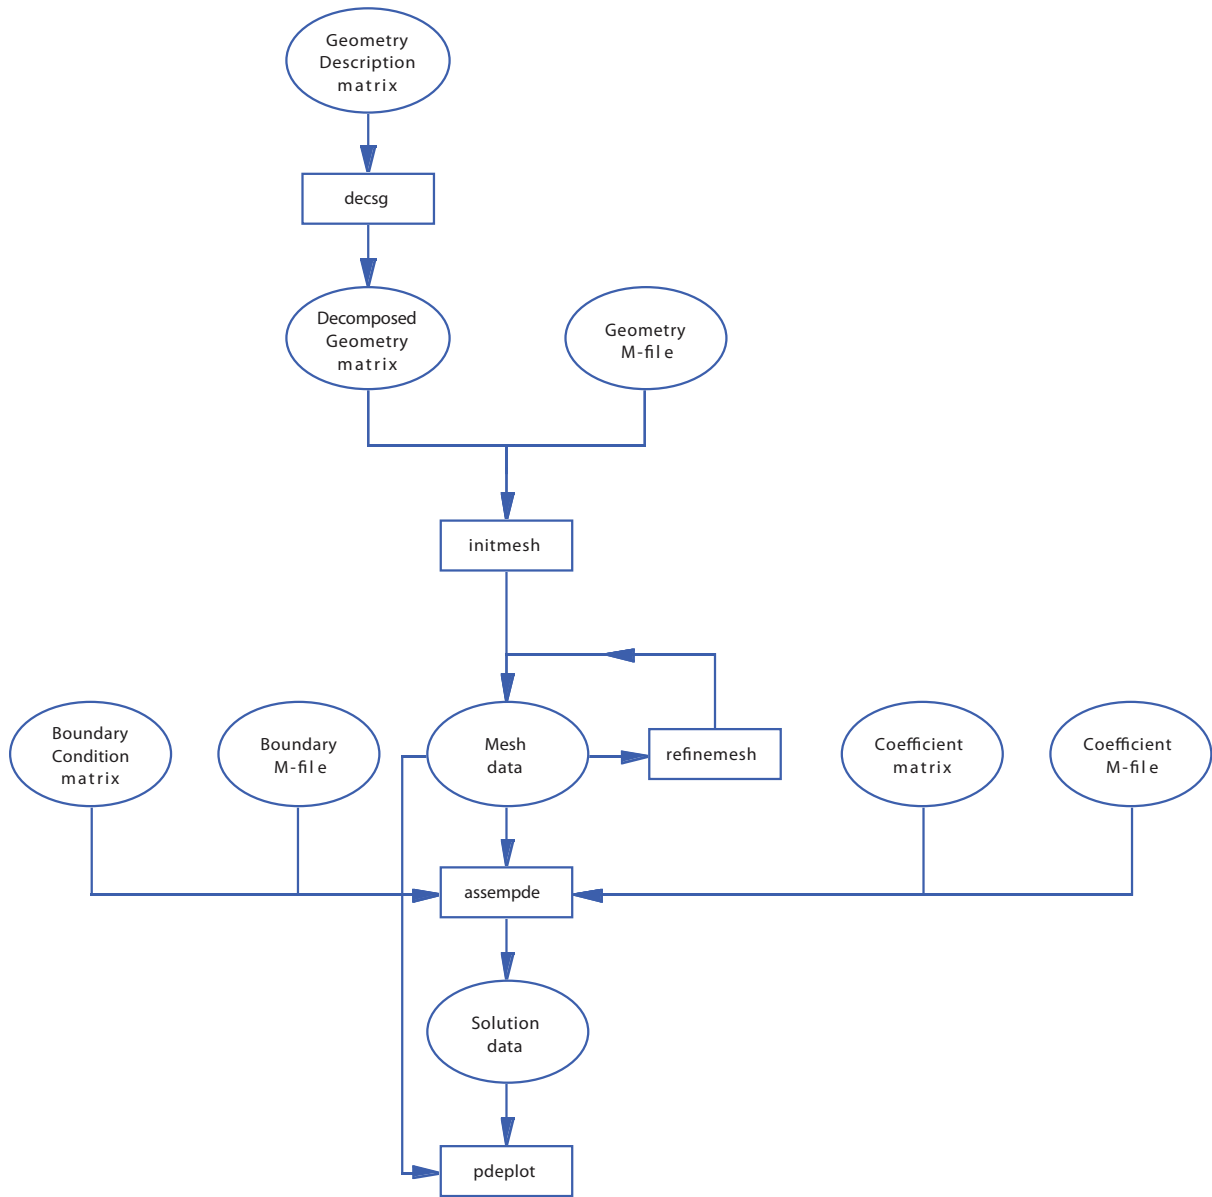 Geometry
Description
matrix
decsg
Decomposed
Geometry
matrix
Geometry
M-file
initmesh
Boundary
Condition
matrix
Boundary
M-file
Mesh
data
refinemesh
Coefficient
matrix
Coefficient
M-file
assempde
Solution
data
pdeplot